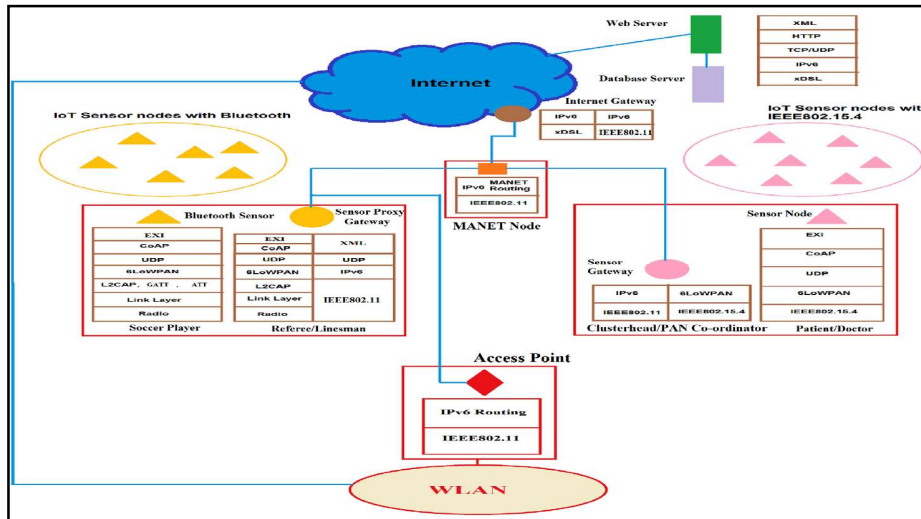 Web Server
XML
HTTP
TCP/UDP
IPv6
xDSL
Internet
Database Server
Internet Gateway
IPv6 IPv6
xDSL IEEE802.11
IoT Sensor nodes with Bluetooth
IoT Sensor nodes wit
IEEE802.15.4
MANET
IPv6 Routing
IEEE802.11
MANET Node
Bluetooth Sensor
EXI
CoAP
UDP
6LoWPAN
L2CAP, GATT , ATT
Link Layer
Radio
Soccer Player
Sensor Proxy
Gateway
EXI
CoAP
UDP
6LoWPAN
L2CAP
Link Layer
Radio
XML
UDP
IPv6
IEEE802.11
Referee/Linesman
Sensor
Gateway
IPv6 6LoWPAN
IEEE802.11 IEEE802.15.4
Clusterhead/PAN Co-ordinator
Sensor Node
EXI
CoAP
UDP
6LoWPAN
IEEE802.15.4
Patient/Doctor
Access Point
IPv6 Routing
IEEE802.11
WLAN